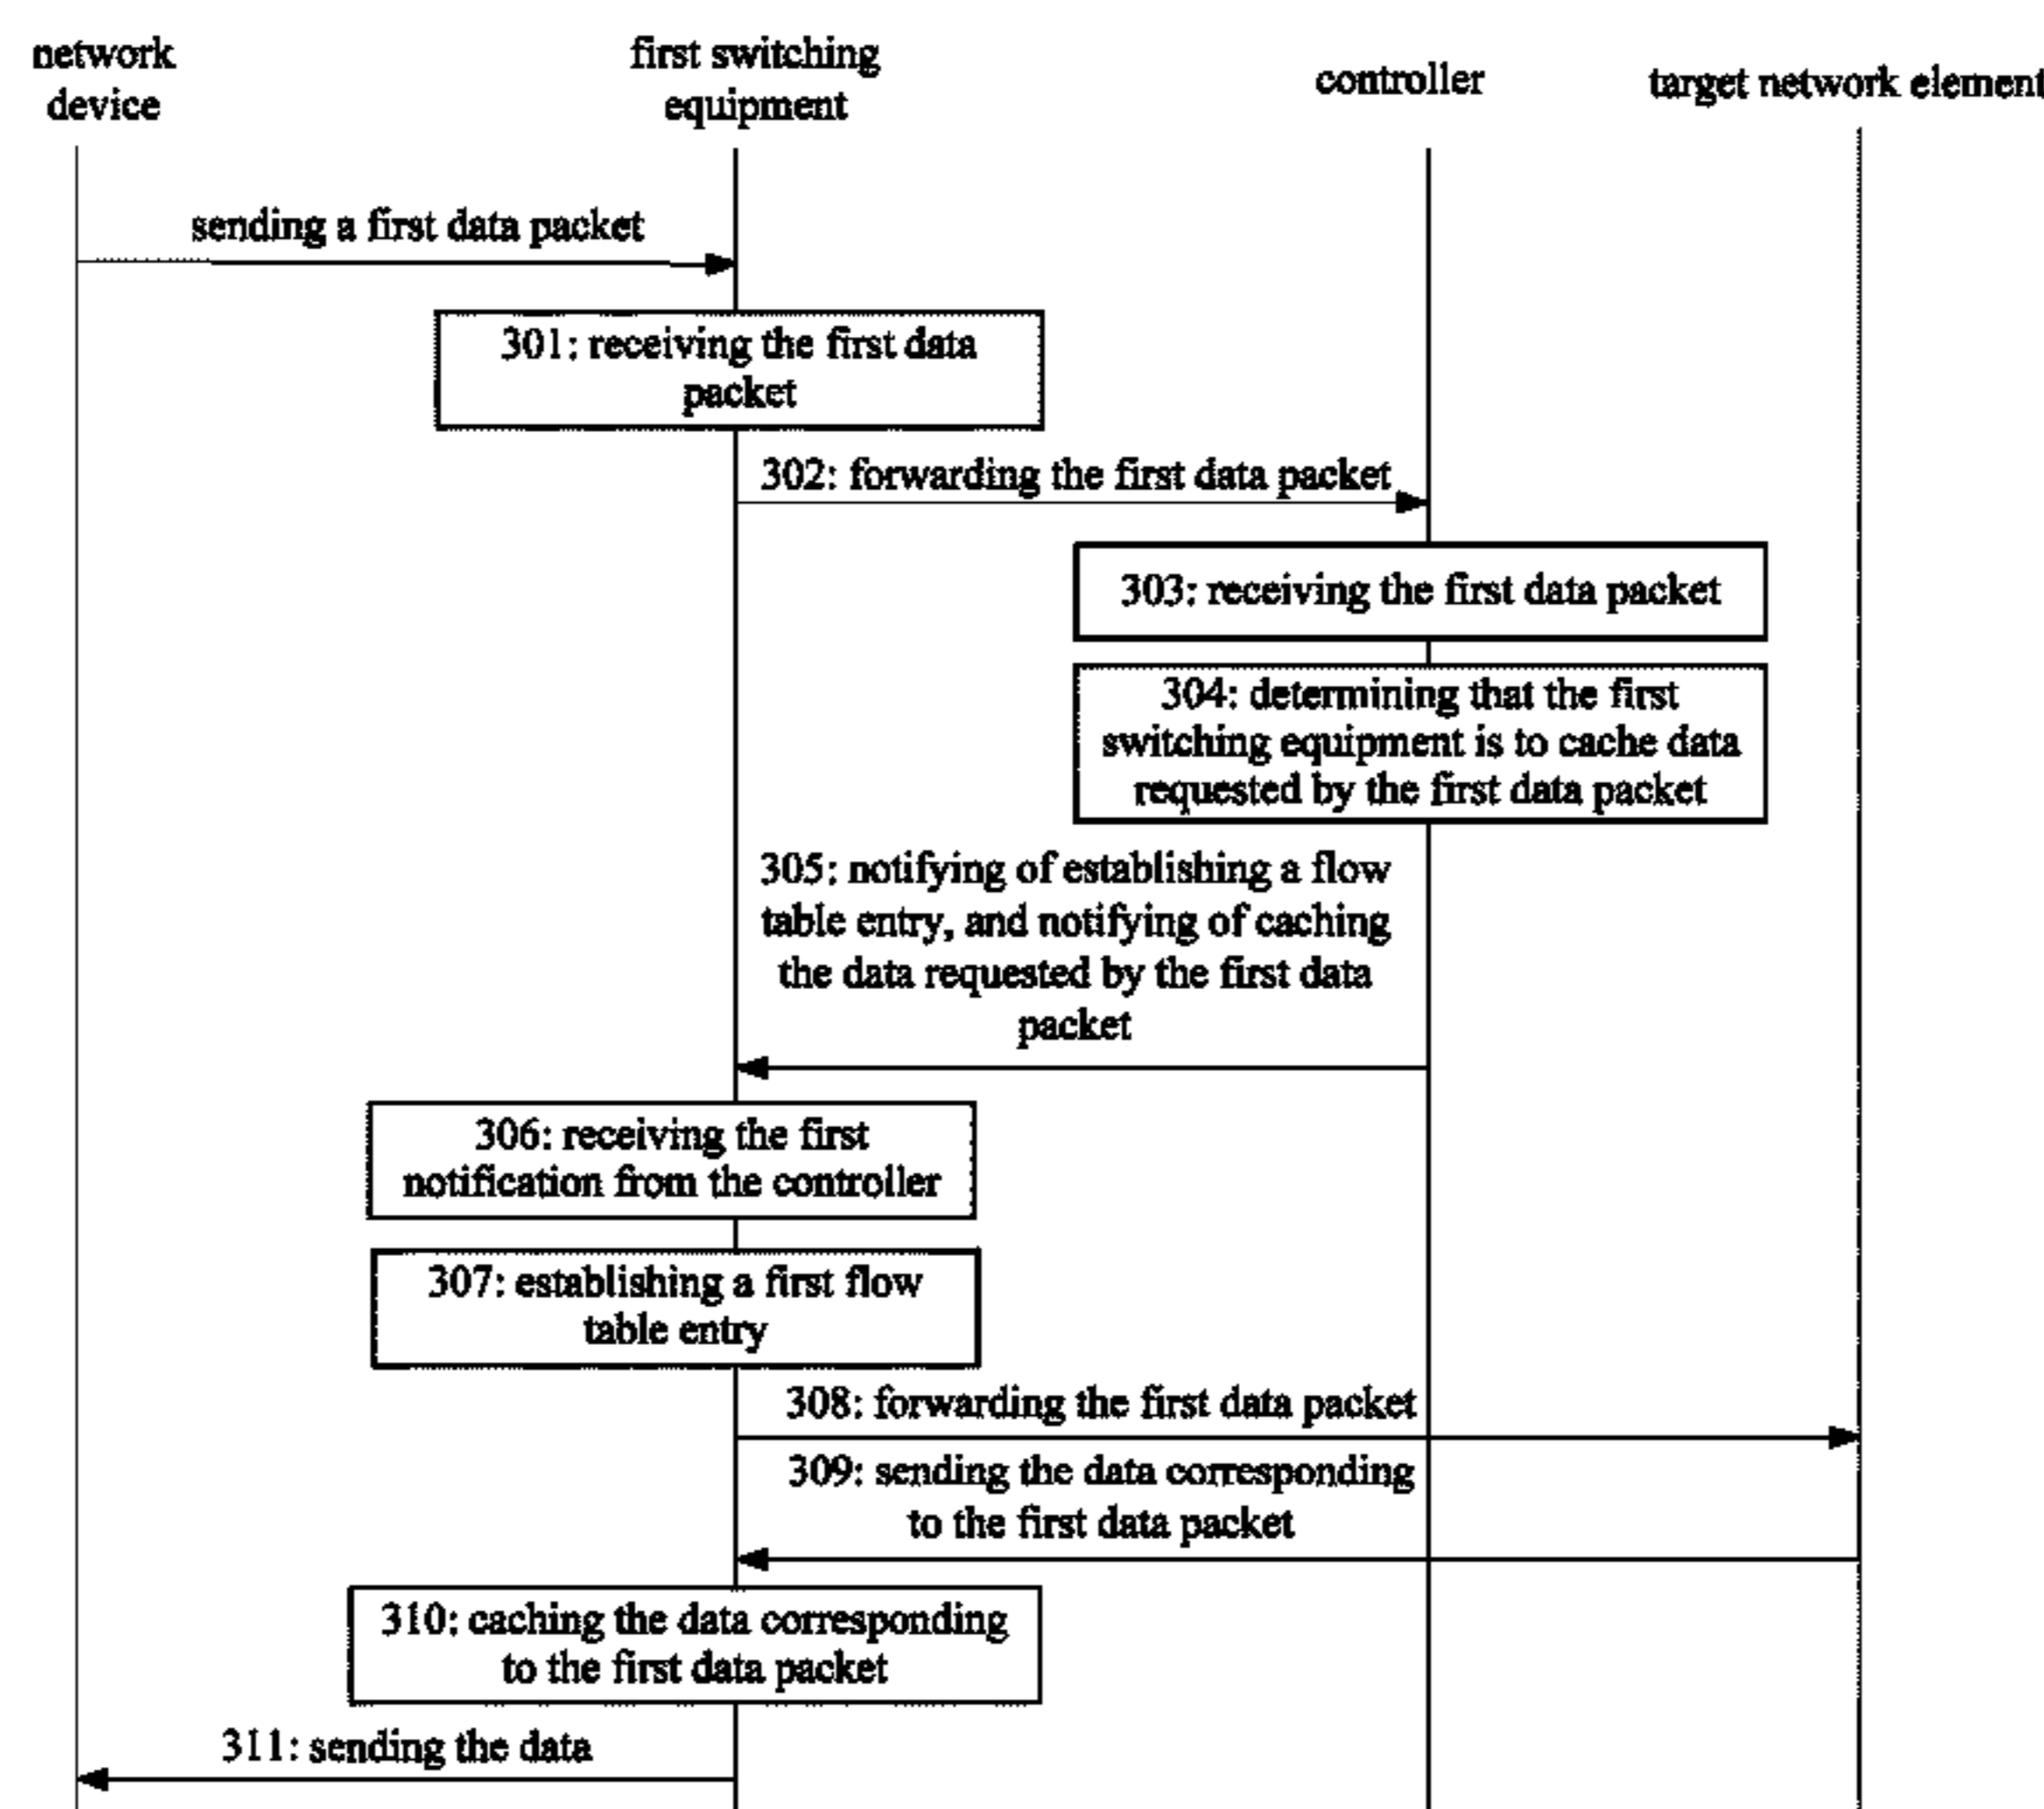 network
device
first switching
equipment
controller
target network element
sending a first data packet
301: receiving the first data
packet
302: forwarding the first data packet
303: receiving the first data packet
304: determining that the first
switching equipment is to cache data
requested by the first data packet
305: notifying of establishing a flow
table entry, and notifying of caching
the data requested by the first data
packet
306: receiving the first
notification from the controller
307: establishing a first flow
table entry
308: forwarding the first data packet
309: sending the data corresponding
to the first data packet
310: caching the data corresponding
to the first data packet
311: sending the data